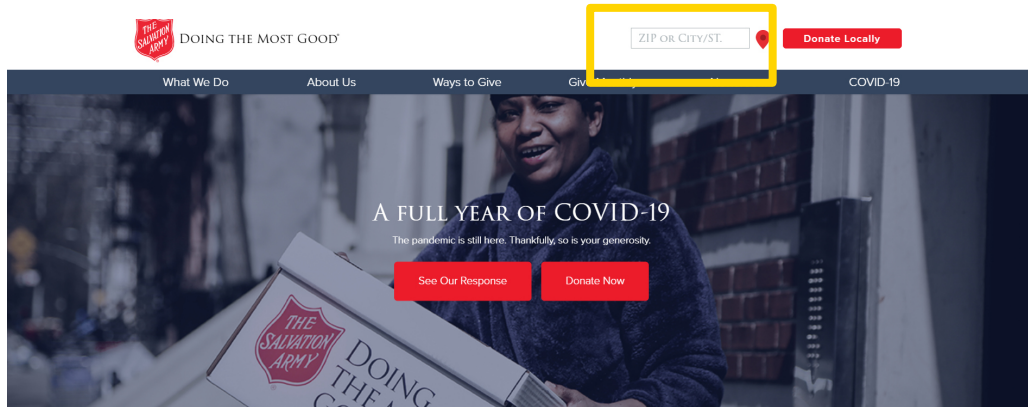 THE
SALVATION
ARMY
DOING THE MOST GOOD®
ZIP OR CITY/ST.
Donate Locally
What We Do
About Us
Ways to Give
COVID-19
A FULL YEAR OF COVID-19
The pandemic is still here. Thankfully, so is your generosity.
See Our Response
Donate Now
THE
SALVATION
ARMY
DOING
THE